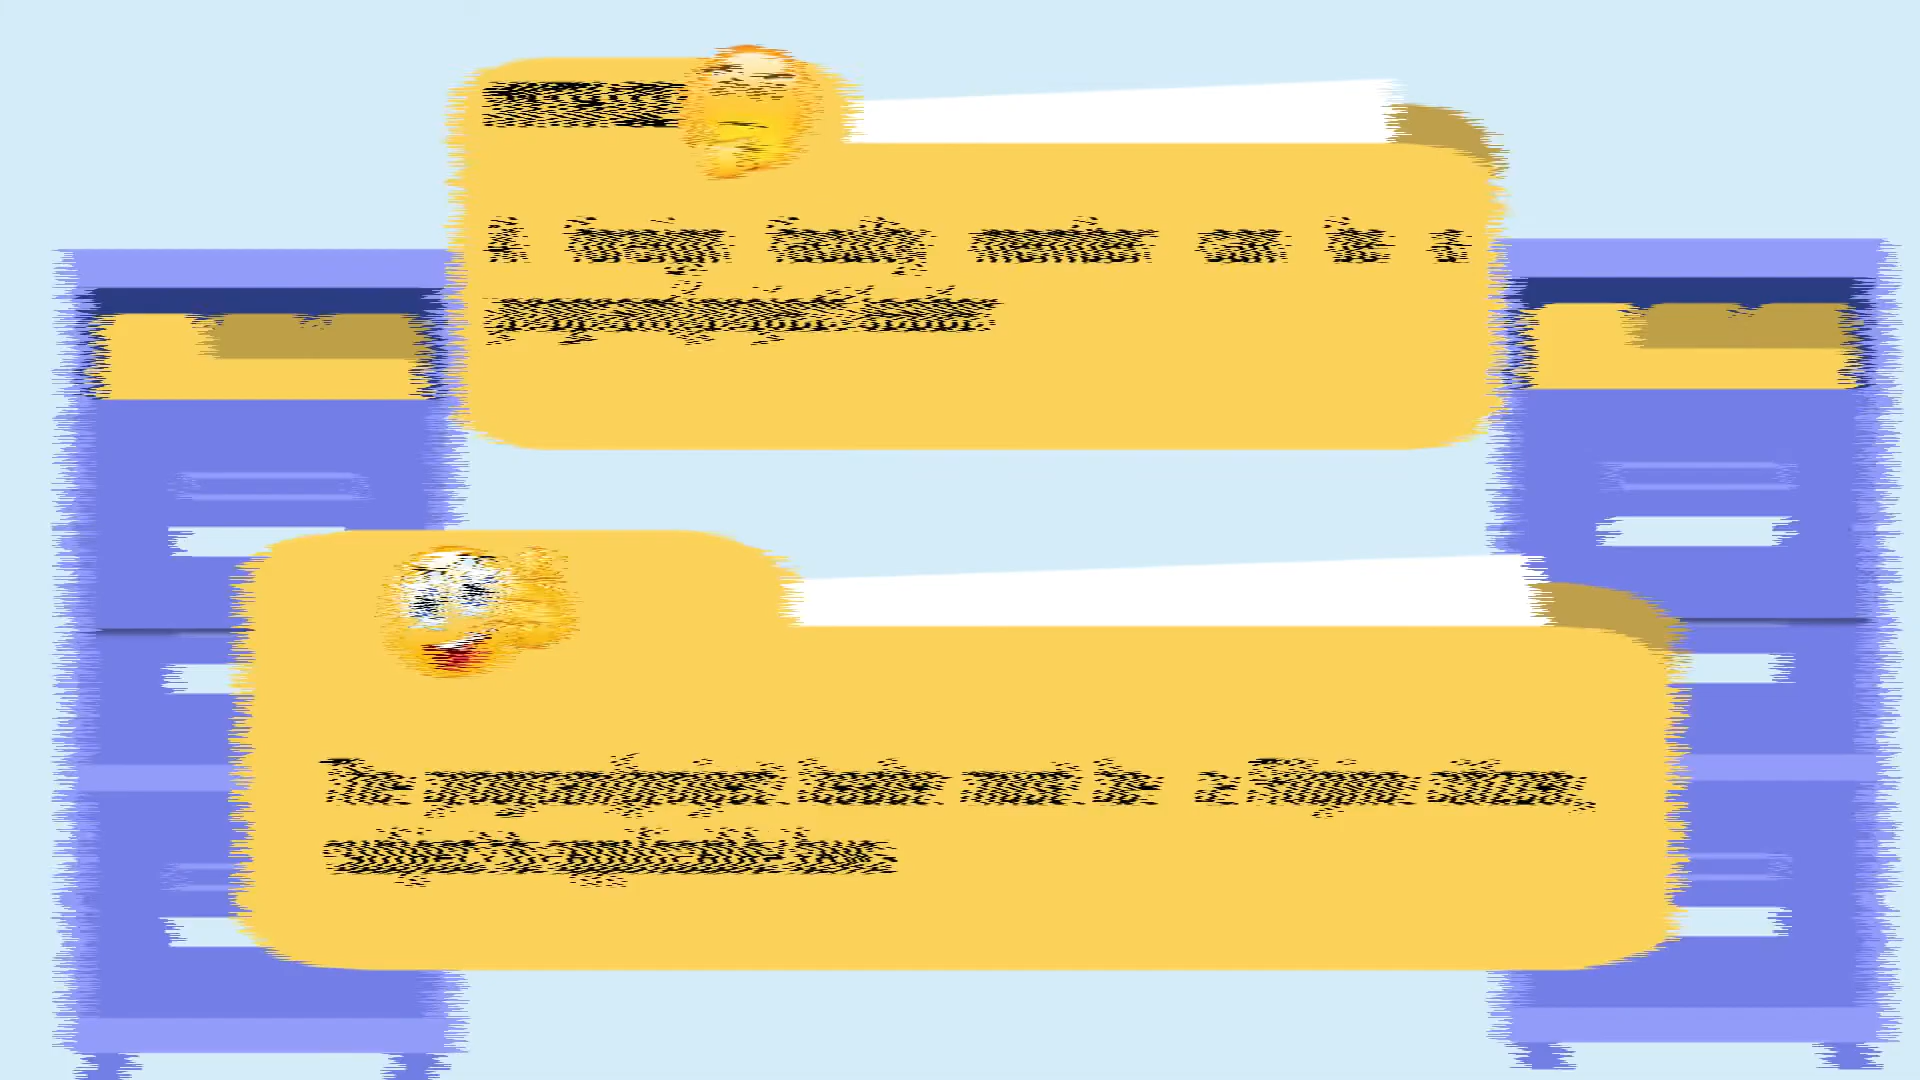 A foreign faculty member can be a
program/project leader.
The program/project leader must be a Filipino citizen,
subject to applicable laws.